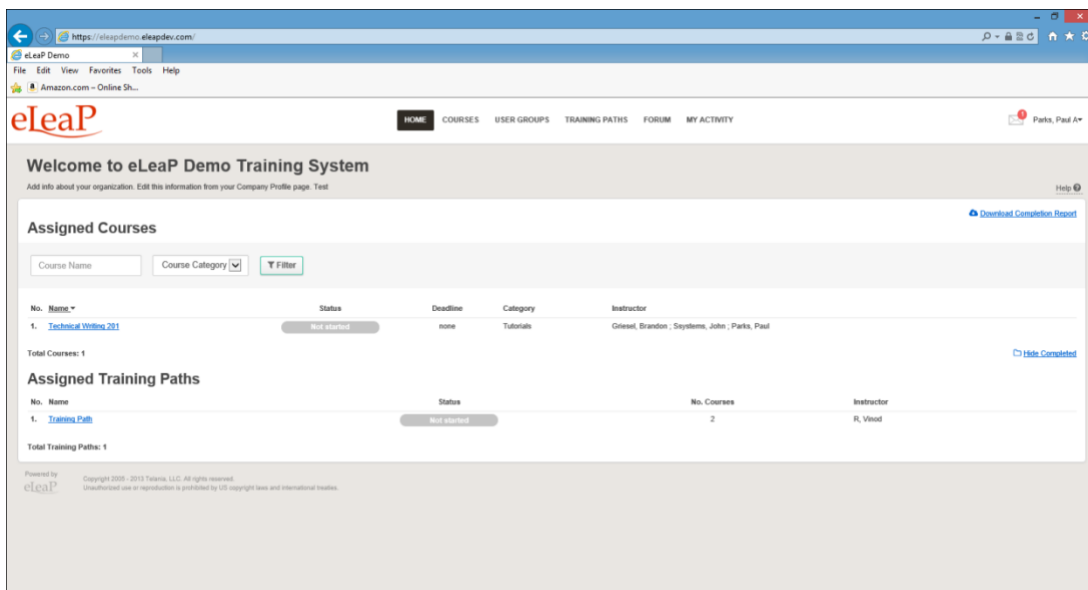 https://eleapdemo.eleapdev.com/
eLeaP Demo
File Edit View Favorites Tools Help
Amazon.com – Online Sh...
eLeaP
HOME COURSES USER GROUPS TRAINING PATHS FORUM MY ACTIVITY
1 Parks, Paul A
Welcome to eLeaP Demo Training System
Add info about your organization. Edit this information from your Company Profile page. Test
Help
Download Completion Report
Assigned Courses
Course Name Course Category Filter
No. Name Status Deadline Category Instructor
1. Technical Writing 201 Not started none Tutorials Griesel, Brandon ; Ssystems, John ; Parks, Paul
Total Courses: 1 Hide Completed
Assigned Training Paths
No. Name Status No. Courses Instructor
1. Training Path Not started 2 R, Vinod
Total Training Paths: 1
Powered by
eLeaP
Copyright 2005 - 2013 Telania, LLC. All rights reserved.
Unauthorized use or reproduction is prohibited by US copyright laws and international treaties.